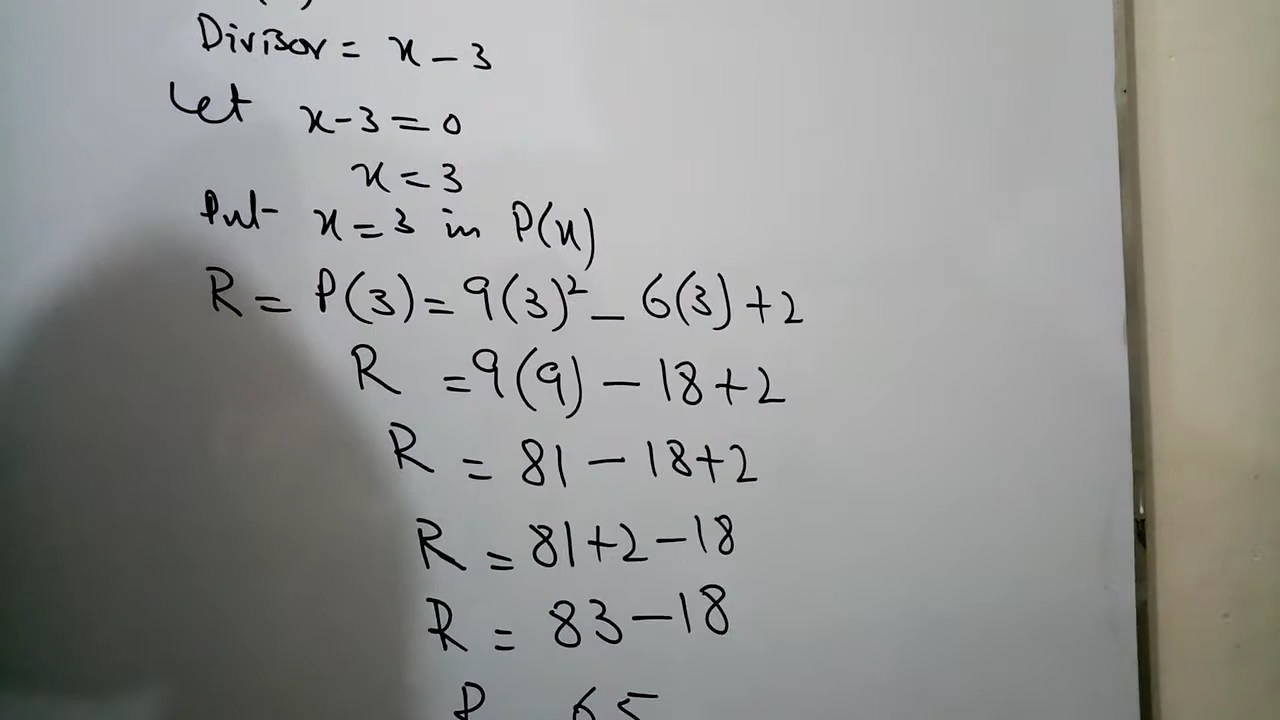 Divisor = x - 3
Let x-3=0
x = 3
Put x=3 in P(x)
R = P(3) = 9(3)² - 6(3)+2
R = 9(9) - 18+2
R = 81 - 18+2
R = 81+2-18
R = 83-18
R 65